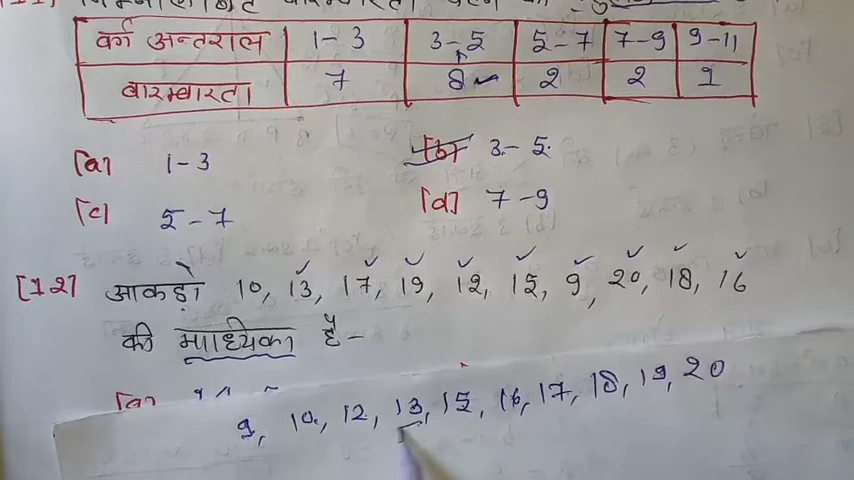 वर्ग अन्तराल 1-3 3-5 5-7 7-9 9-11
बारम्बारता 7 8 2 2 1
[a] 1-3 [b] 3-5
[c] 5-7 [d] 7-9
[12] आकड़ो 10, 13, 17, 19, 12, 15, 9, 20, 18, 16
की माध्यिका है-
9, 10, 12, 13, 15, 16, 17, 18, 19, 20